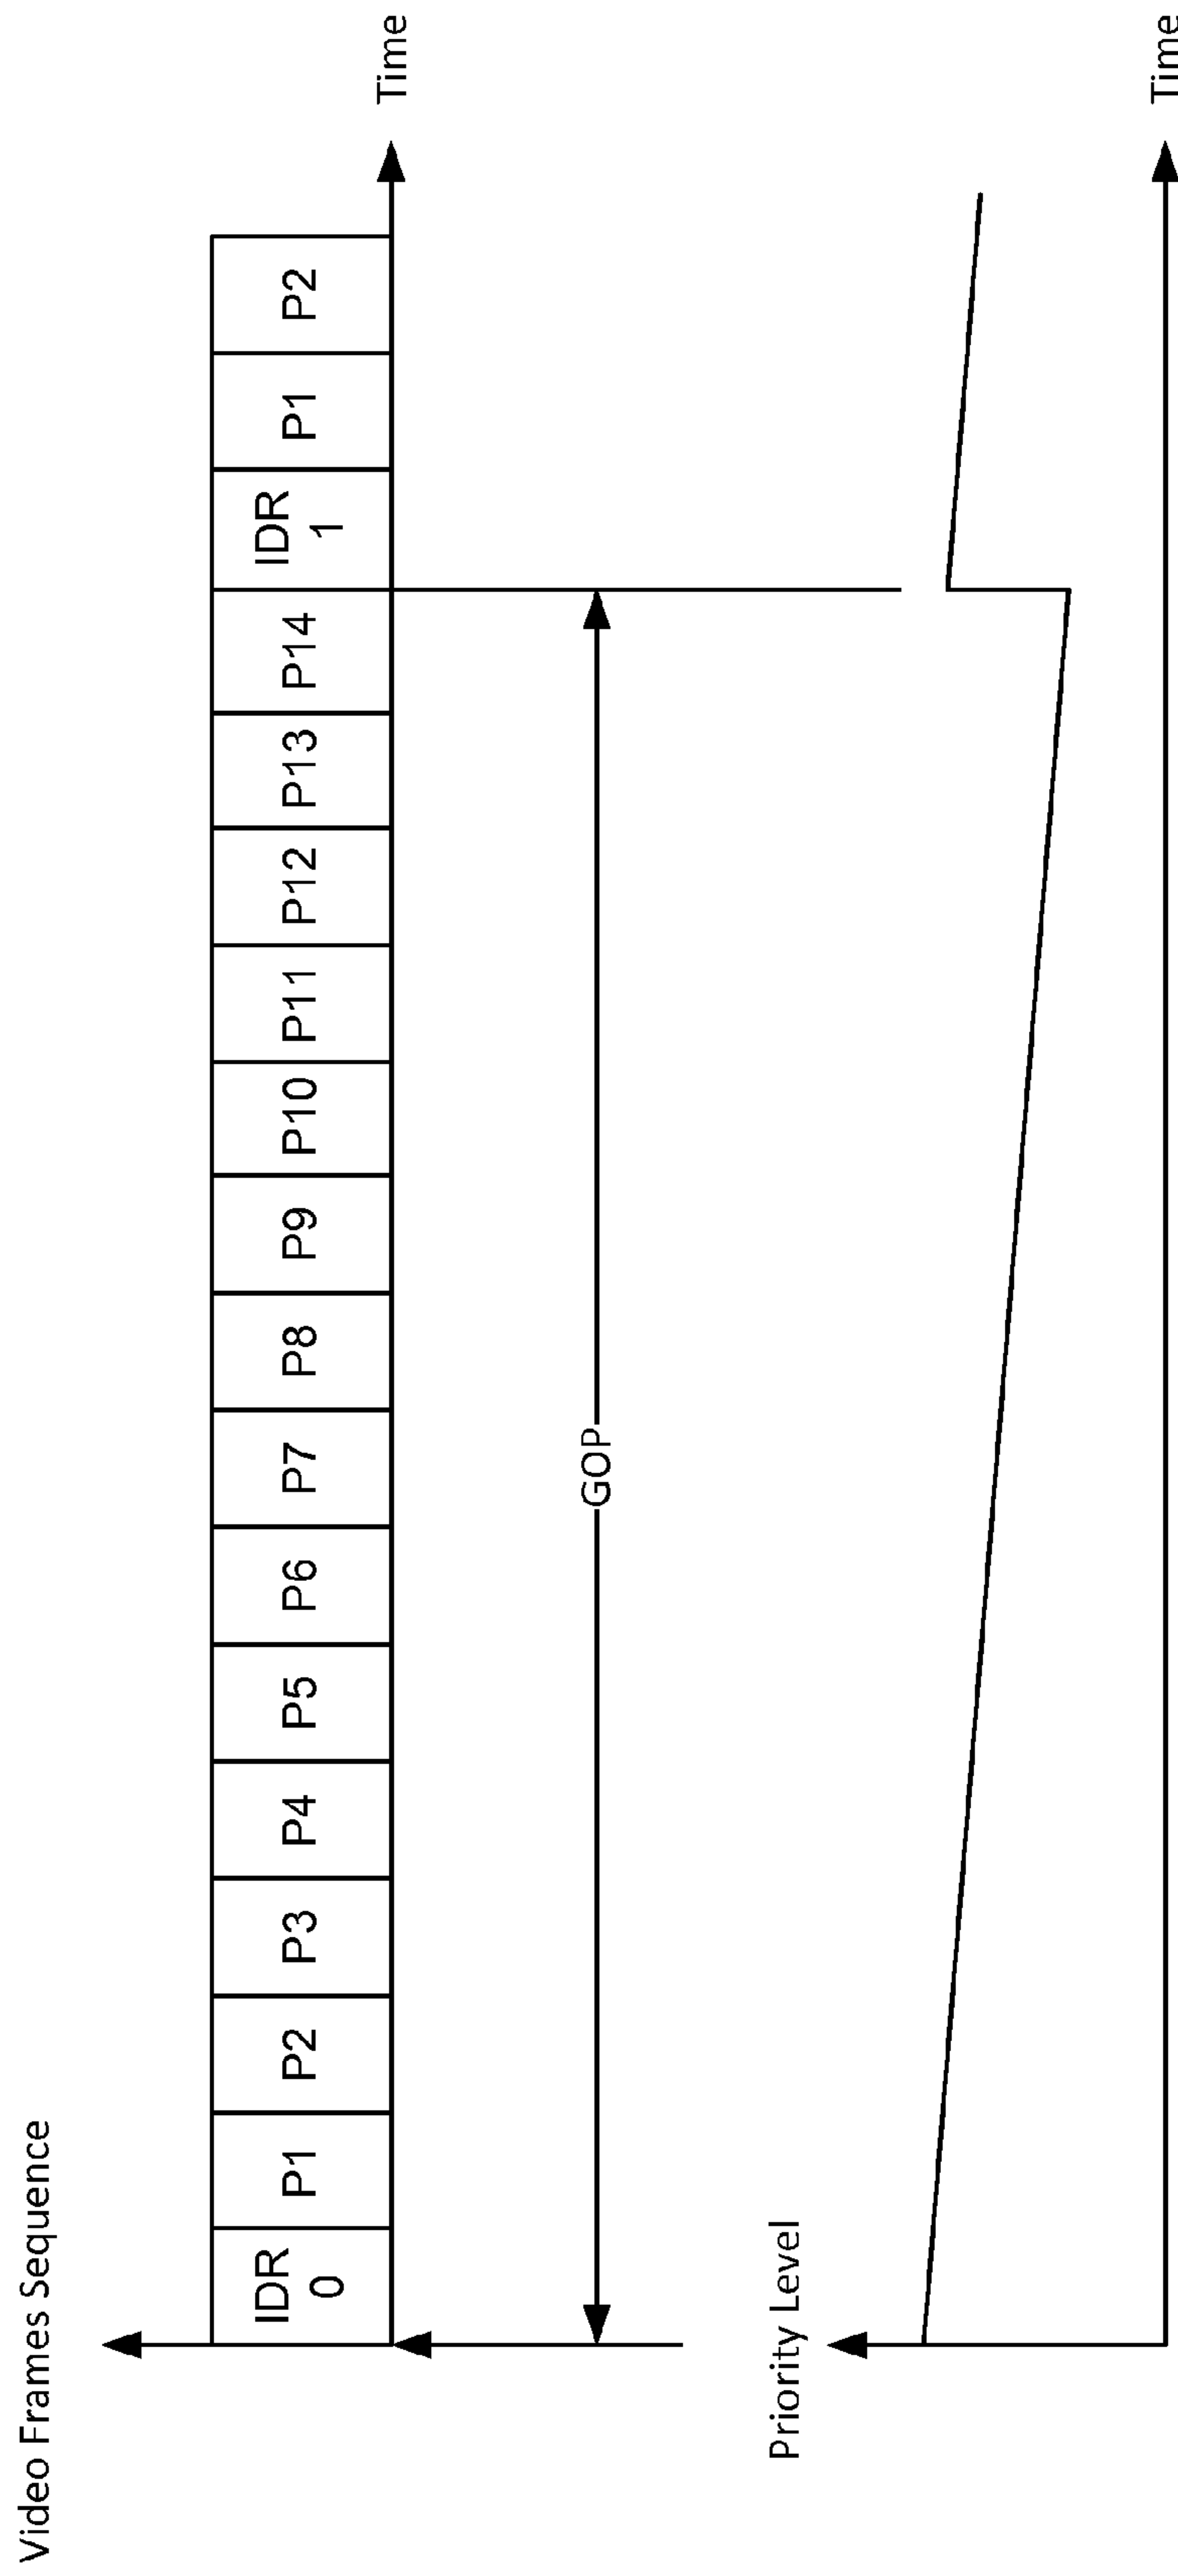 Video Frames Sequence
IDR
0
P1
P2
P3
P4
P5
P6
P7
P8
P9
P10
P11
P12
P13
P14
IDR
1
P1
P2
Time
GOP
Priority Level
Time